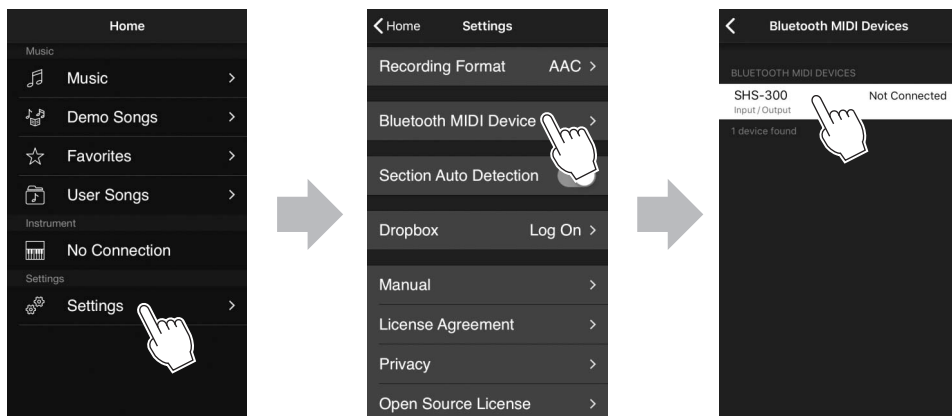 Home
Music
Music
Demo Songs
Favorites
User Songs
Instrument
No Connection
Settings
Settings
Home Settings
Recording Format AAC
Bluetooth MIDI Device
Section Auto Detection
Dropbox Log On
Manual
License Agreement
Privacy
Open Source License
Bluetooth MIDI Devices
BLUETOOTH MIDI DEVICES
SHS-300 Not Connected
Input / Output
1 device found